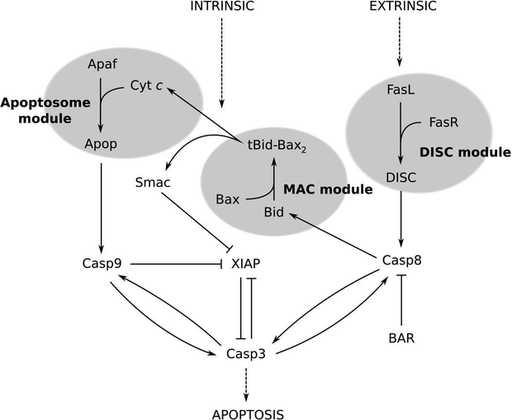 INTRINSIC
EXTRINSIC
Apaf
Cyt c
Apoptosome
module
Apop
FasL
FasR
DISC module
DISC
tBid-Bax2
MAC module
Smac
Bax
Bid
Casp9
XIAP
Casp8
BAR
Casp3
APOPTOSIS